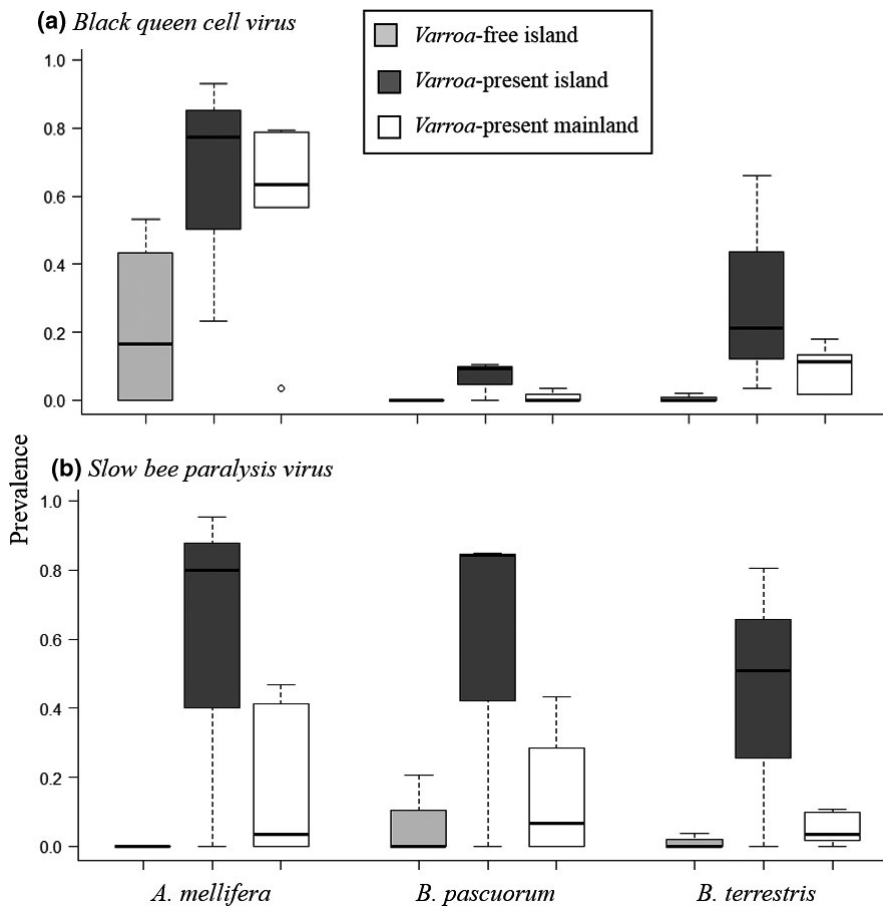 (a) Black queen cell virus
Varroa-free island
Varroa-present island
Varroa-present mainland
1.0
0.8
0.6
0.4
0.2
0.0
Prevalence
(b) Slow bee paralysis virus
1.0
0.8
0.6
0.4
0.2
0.0
A. mellifera
B. pascuorum
B. terrestris